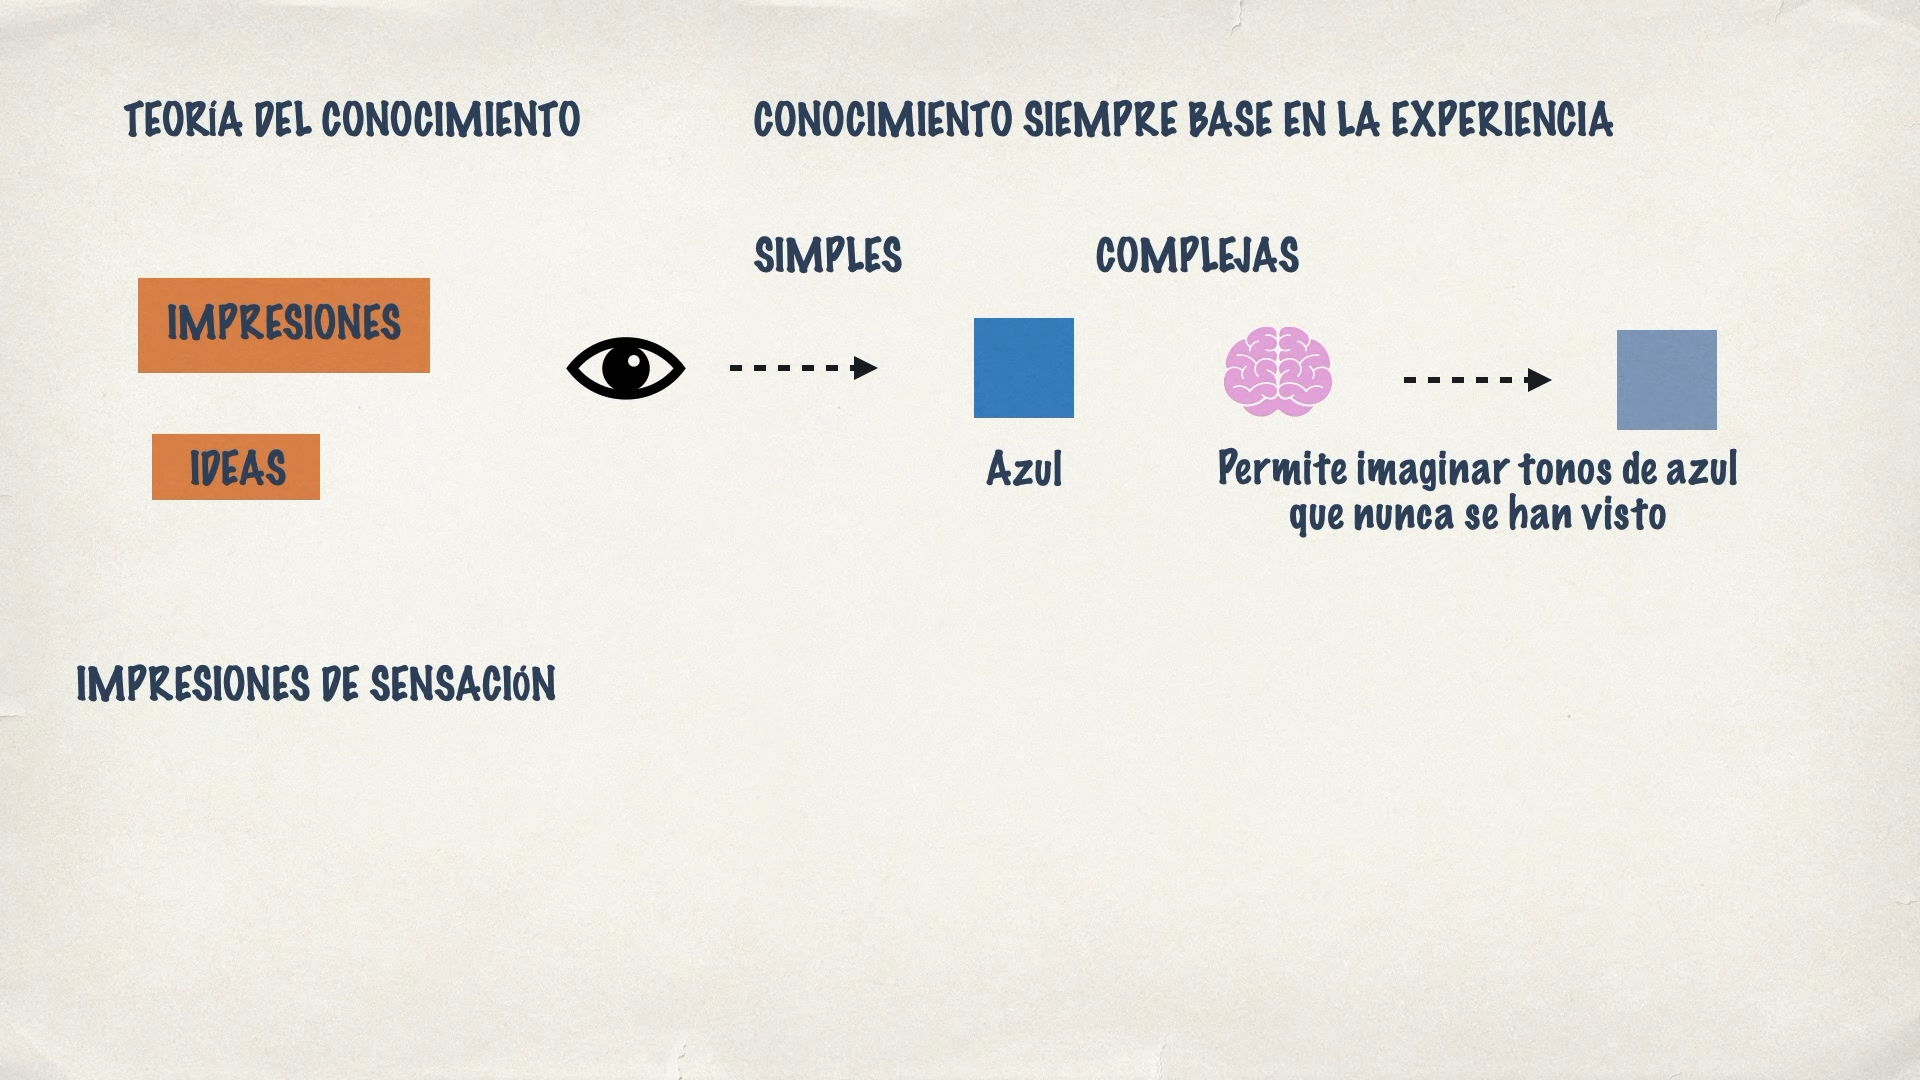 TEORÍA DEL CONOCIMIENTO
CONOCIMIENTO SIEMPRE BASE EN LA EXPERIENCIA
SIMPLES
COMPLEJAS
IMPRESIONES
IDEAS
Azul
Permite imaginar tonos de azul
que nunca se han visto
IMPRESIONES DE SENSACIÓN